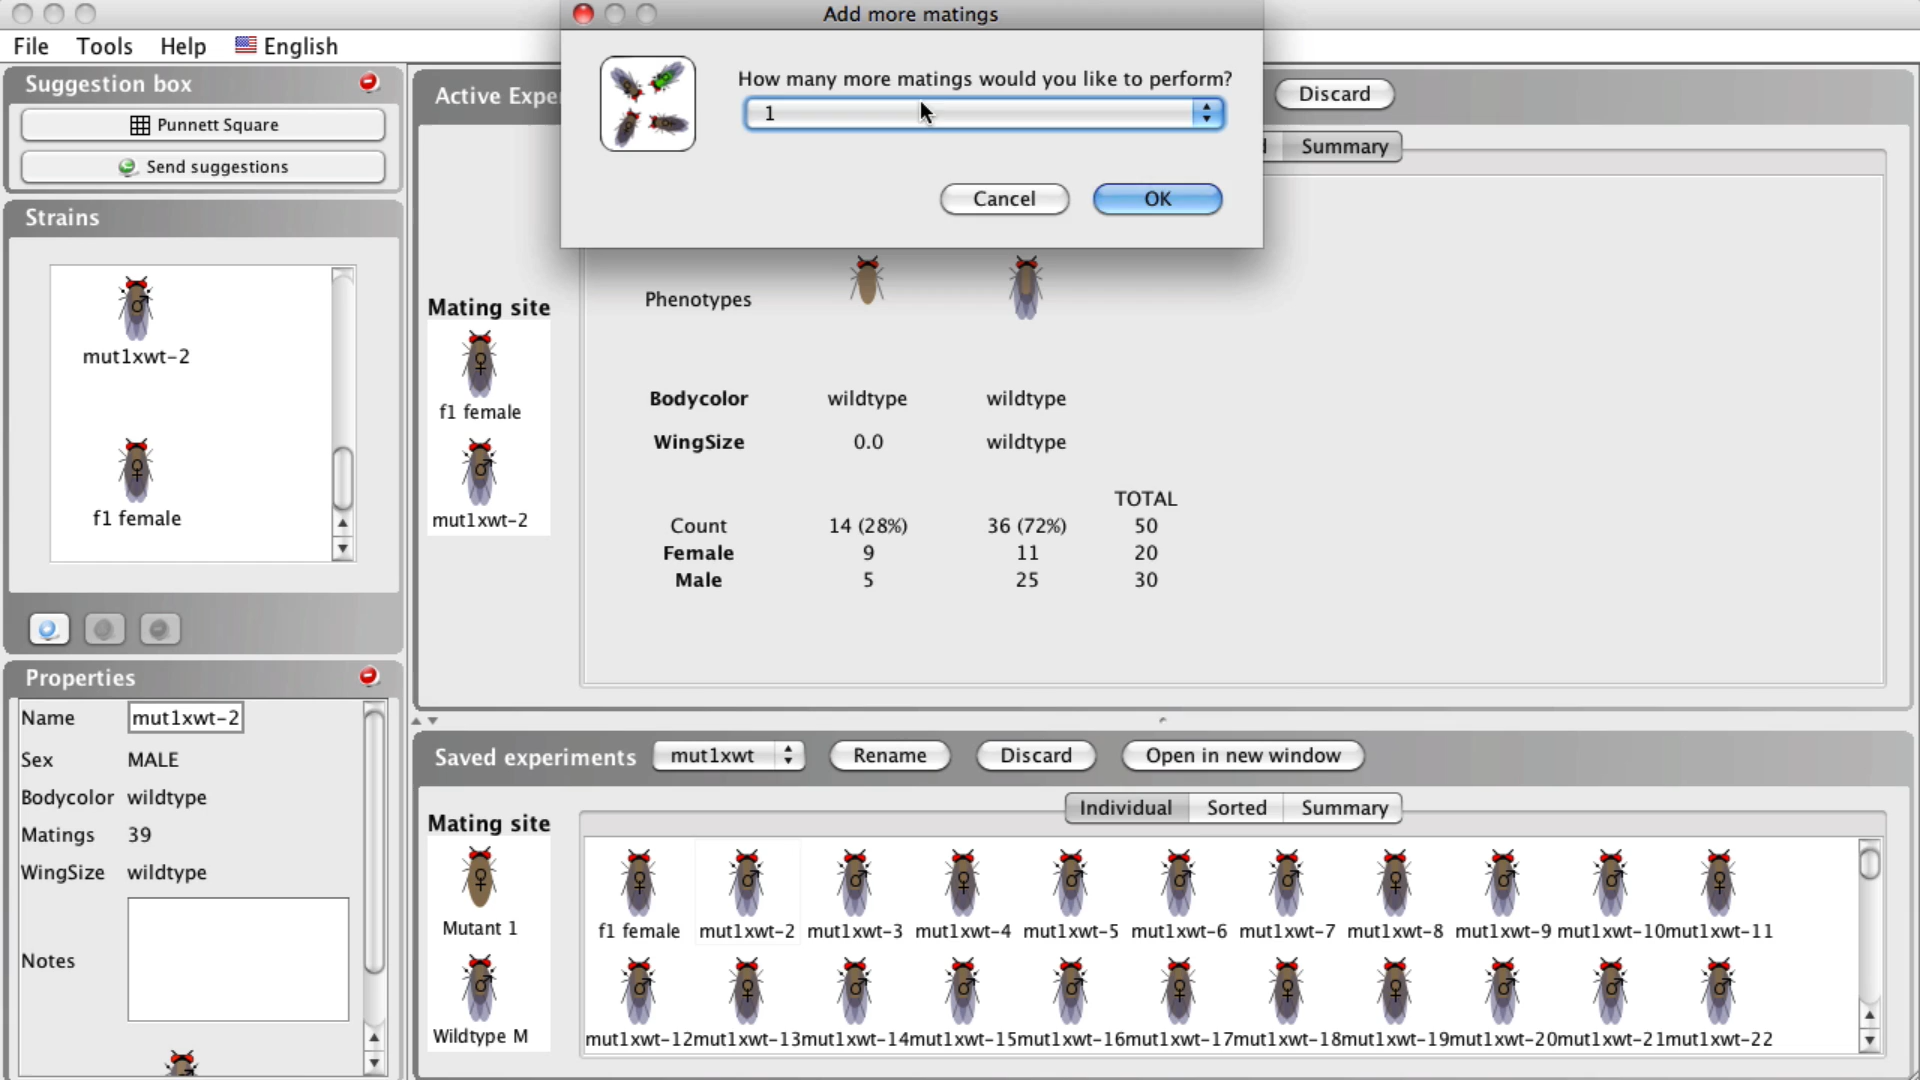 Add more matings
File Tools Help English
Suggestion box
Punnett Square
Send suggestions
Strains
mut1xwt-2
f1 female
Properties
Name mut1xwt-2
Sex MALE
Bodycolor wildtype
Matings 39
WingSize wildtype
Notes
How many more matings would you like to perform?
1
Cancel OK
Active Expe
Discard
Summary
Mating site
f1 female
mut1xwt-2
Phenotypes
Bodycolor wildtype wildtype
WingSize 0.0 wildtype
TOTAL
Count 14 (28%) 36 (72%) 50
Female 9 11 20
Male 5 25 30
Saved experiments mut1xwt Rename Discard Open in new window
Individual Sorted Summary
Mating site
Mutant 1
Wildtype M
f1 female mut1xwt-2 mut1xwt-3 mut1xwt-4 mut1xwt-5 mut1xwt-6 mut1xwt-7 mut1xwt-8 mut1xwt-9 mut1xwt-10mut1xwt-11
mut1xwt-12mut1xwt-13mut1xwt-14mut1xwt-15mut1xwt-16mut1xwt-17mut1xwt-18mut1xwt-19mut1xwt-20mut1xwt-21mut1xwt-22